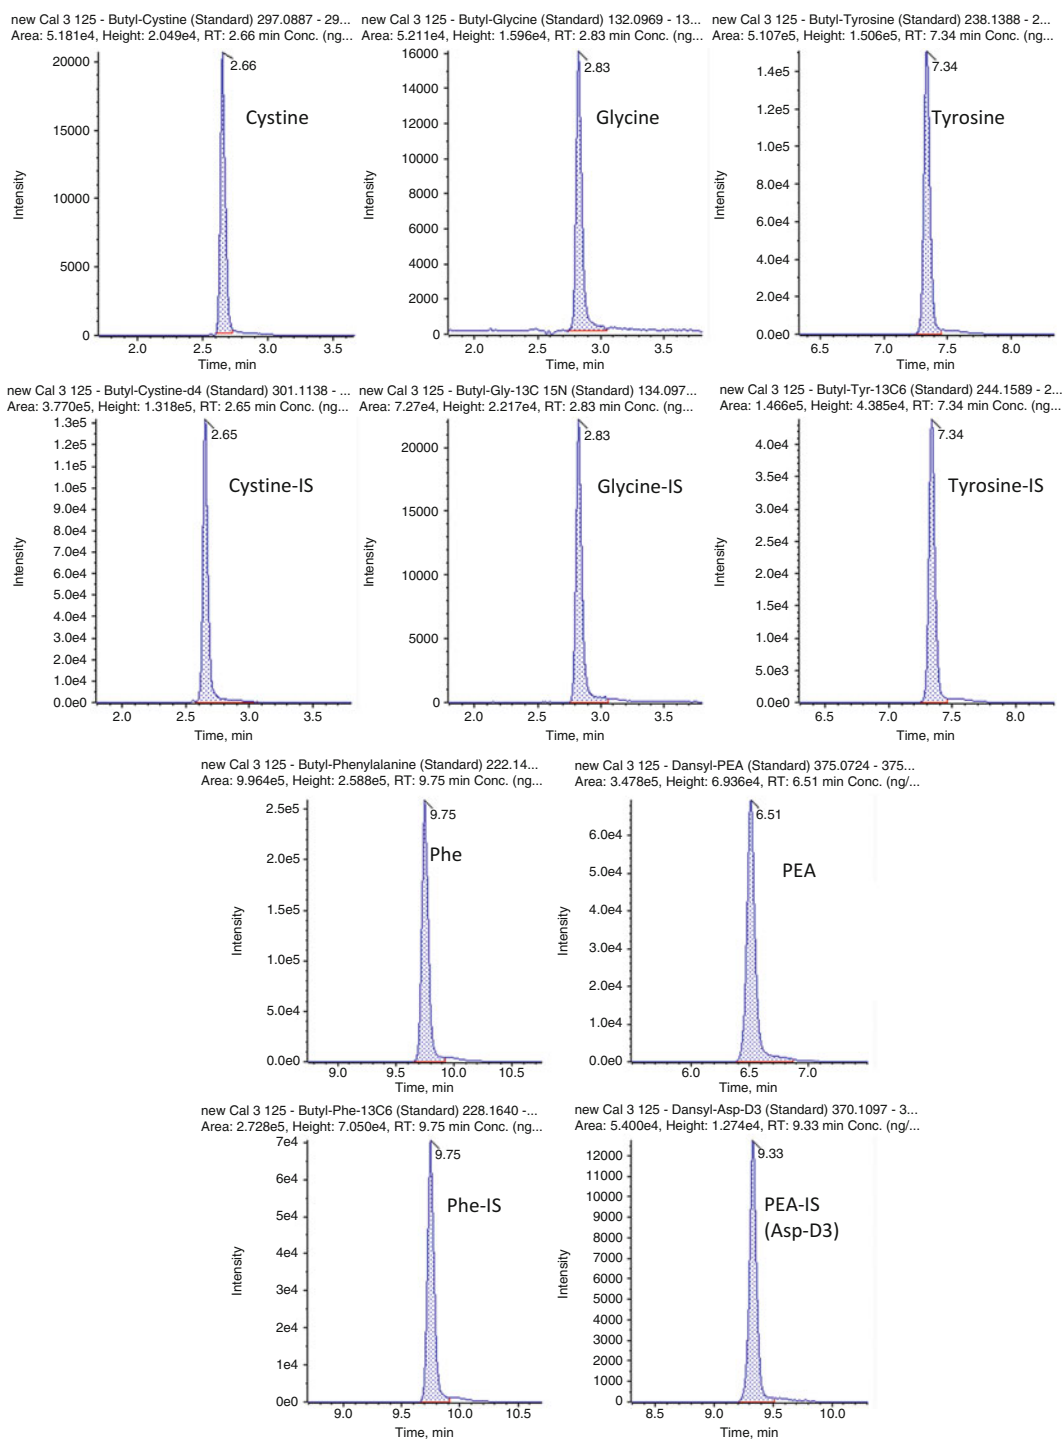 new Cal 3 125 - Butyl-Cystine (Standard) 297.0887 - 29...
Area: 5.181e4, Height: 2.049e4, RT: 2.66 min Conc. (ng...
20000
15000
10000
5000
0
Intensity
2.66
Cystine
2.0 2.5 3.0 3.5
Time, min
new Cal 3 125 - Butyl-Glycine (Standard) 132.0969 - 13...
Area: 5.211e4, Height: 1.596e4, RT: 2.83 min Conc. (ng...
16000
14000
12000
10000
8000
6000
4000
2000
0
Intensity
2.83
Glycine
2.0 2.5 3.0 3.5
Time, min
new Cal 3 125 - Butyl-Tyrosine (Standard) 238.1388 - 2...
Area: 5.107e5, Height: 1.506e5, RT: 7.34 min Conc. (ng...
1.4e5
1.2e5
1.0e5
8.0e4
6.0e4
4.0e4
2.0e4
0.0e0
Intensity
7.34
Tyrosine
6.5 7.0 7.5 8.0
Time, min
new Cal 3 125 - Butyl-Cystine-d4 (Standard) 301.1138 - ...
Area: 3.770e5, Height: 1.318e5, RT: 2.65 min Conc. (ng...
1.3e5
1.2e5
1.1e5
1.0e5
9.0e4
8.0e4
7.0e4
6.0e4
5.0e4
4.0e4
3.0e4
2.0e4
1.0e4
0.0e0
Intensity
2.65
Cystine-IS
2.0 2.5 3.0 3.5
Time, min
new Cal 3 125 - Butyl-Gly-13C 15N (Standard) 134.097...
Area: 7.27e4, Height: 2.217e4, RT: 2.83 min Conc. (ng...
20000
15000
10000
5000
0
Intensity
2.83
Glycine-IS
2.0 2.5 3.0 3.5
Time, min
new Cal 3 125 - Butyl-Tyr-13C6 (Standard) 244.1589 - 2...
Area: 1.466e5, Height: 4.385e4, RT: 7.34 min Conc. (ng...
4.0e4
3.5e4
3.0e4
2.5e4
2.0e4
1.5e4
1.0e4
5.0e3
0.0e0
Intensity
7.34
Tyrosine-IS
6.5 7.0 7.5 8.0
Time, min
new Cal 3 125 - Butyl-Phenylalanine (Standard) 222.14...
Area: 9.964e5, Height: 2.588e5, RT: 9.75 min Conc. (ng...
2.5e5
2.0e5
1.5e5
1.0e5
5.0e4
0.0e0
Intensity
9.75
Phe
9.0 9.5 10.0 10.5
Time, min
new Cal 3 125 - Dansyl-PEA (Standard) 375.0724 - 375...
Area: 3.478e5, Height: 6.936e4, RT: 6.51 min Conc. (ng/...
6.0e4
5.0e4
4.0e4
3.0e4
2.0e4
1.0e4
0.0e0
Intensity
6.51
PEA
6.0 6.5 7.0
Time, min
new Cal 3 125 - Butyl-Phe-13C6 (Standard) 228.1640 -...
Area: 2.728e5, Height: 7.050e4, RT: 9.75 min Conc. (ng...
7e4
6e4
5e4
4e4
3e4
2e4
1e4
0e0
Intensity
9.75
Phe-IS
9.0 9.5 10.0 10.5
Time, min
new Cal 3 125 - Dansyl-Asp-D3 (Standard) 370.1097 - 3...
Area: 5.400e4, Height: 1.274e4, RT: 9.33 min Conc. (ng/...
12000
11000
10000
9000
8000
7000
6000
5000
4000
3000
2000
1000
0
Intensity
9.33
PEA-IS
(Asp-D3)
8.5 9.0 9.5 10.0
Time, min